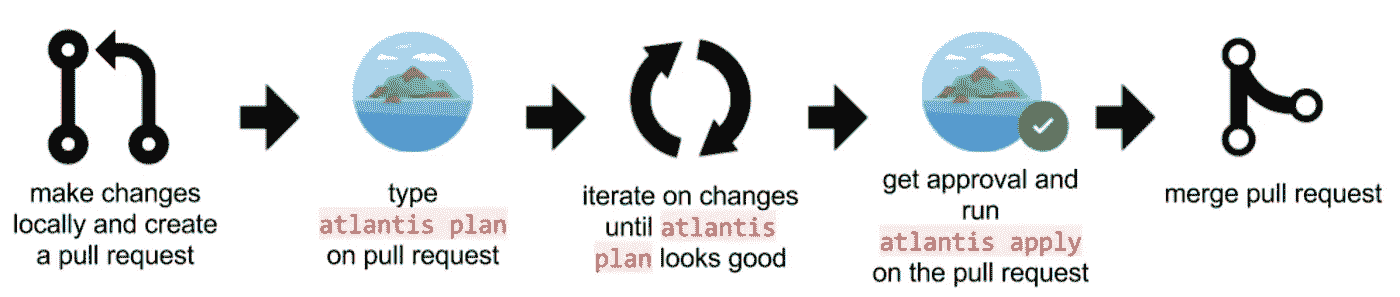 make changes
locally and create
a pull request
type
atlantis plan
on pull request
iterate on changes
until atlantis
plan looks good
get approval and
run
atlantis apply
on the pull request
merge pull request